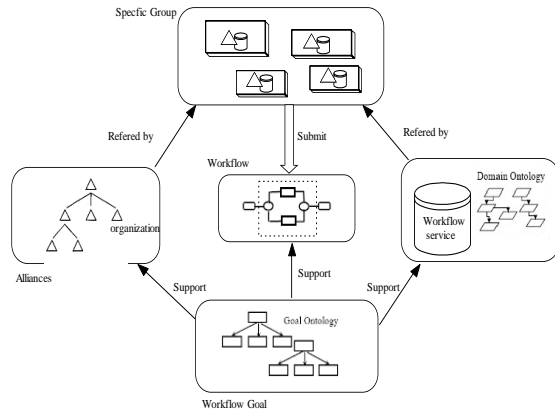 Specfic Group
Refered by
Submit
Refered by
Workflow
Domain Ontology
organization
Workflow
service
Alliances
Support
Support
Support
Goal Ontology
Workflow Goal